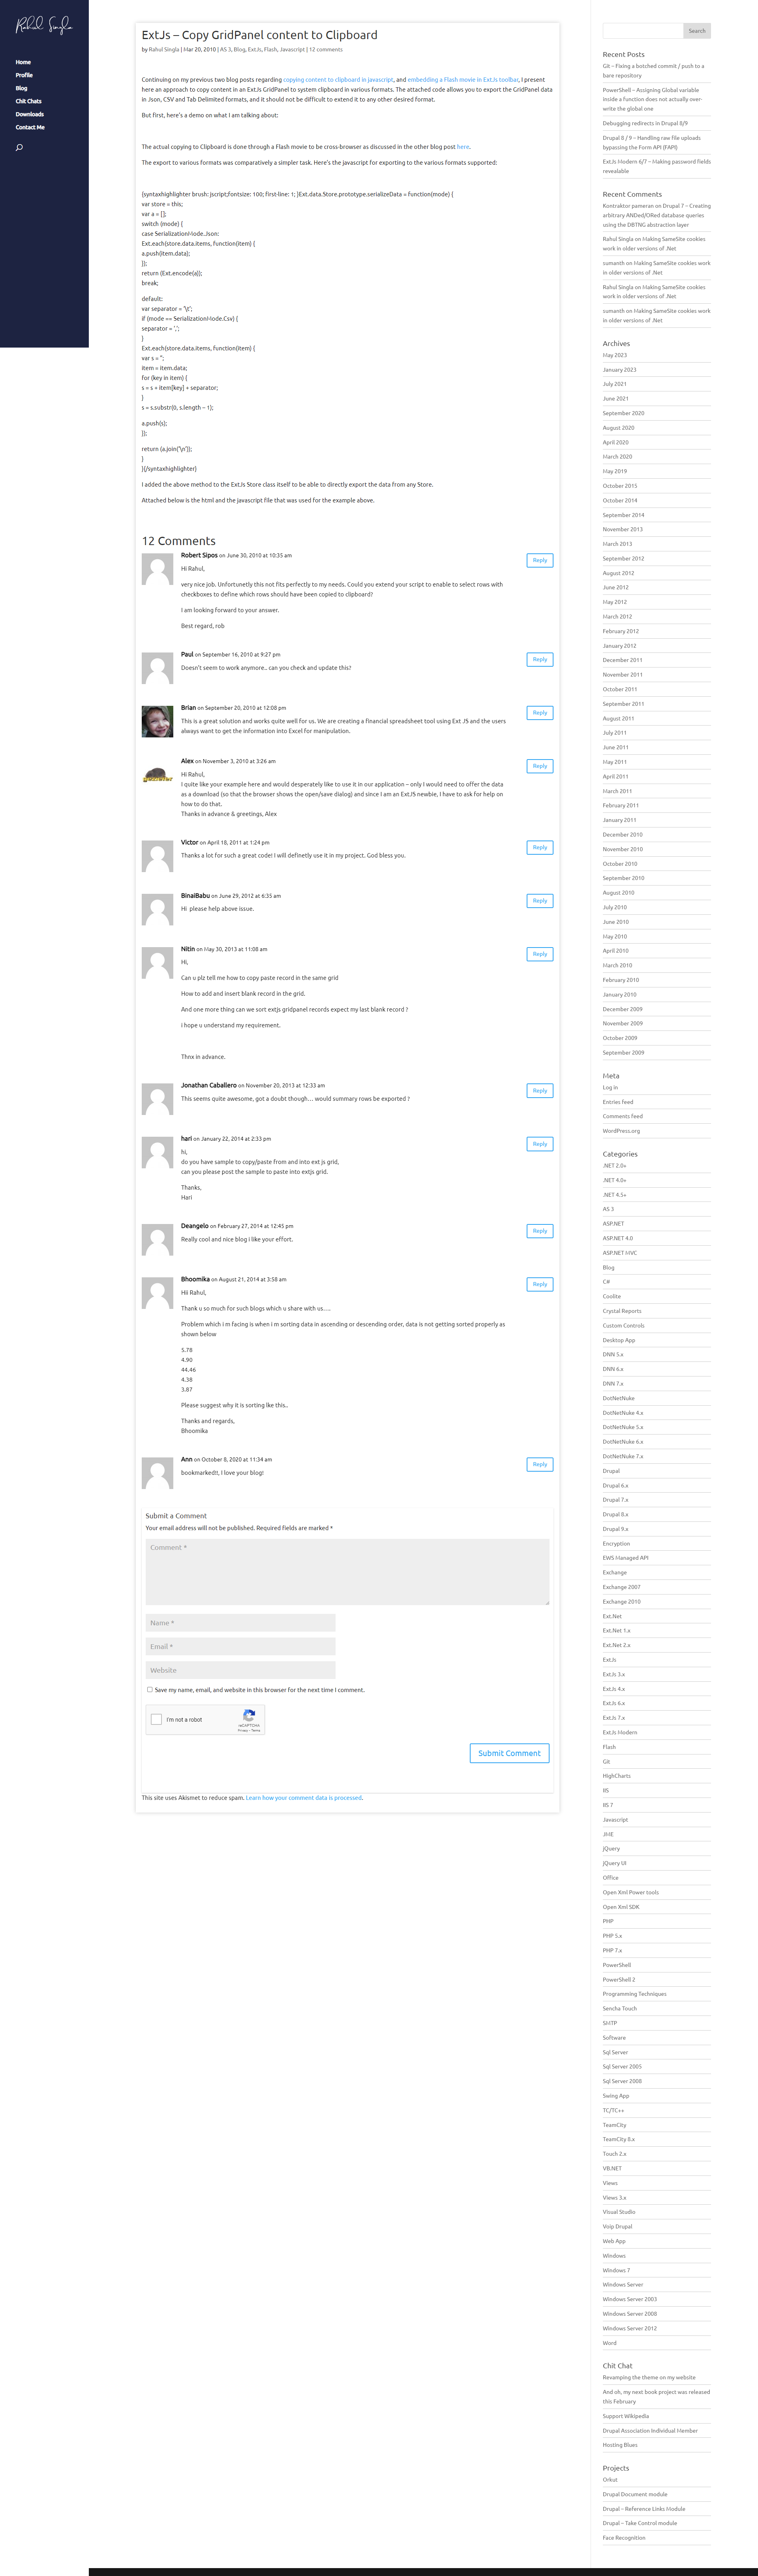 Rahul Singla
Home
Profile
Blog
Chit Chats
Downloads
Contact Me
ExtJs – Copy GridPanel content to Clipboard
by Rahul Singla | Mar 20, 2010 | AS 3, Blog, ExtJs, Flash, Javascript | 12 comments
Continuing on my previous two blog posts regarding copying content to clipboard in javascript, and embedding a Flash movie in ExtJs toolbar, I present
here an approach to copy content in an ExtJs GridPanel to system clipboard in various formats. The attached code allows you to export the GridPanel data
in Json, CSV and Tab Delimited formats, and it should not be difficult to extend it to any other desired format.
But first, here's a demo on what I am talking about:
The actual copying to Clipboard is done through a Flash movie to be cross-browser as discussed in the other blog post here.
The export to various formats was comparatively a simpler task. Here's the javascript for exporting to the various formats supported:
{syntaxhighlighter brush: jscript;fontsize: 100; first-line: 1; }Ext.data.Store.prototype.serializeData = function(mode) {
var store = this;
var a = [];
switch (mode) {
case SerializationMode.Json:
Ext.each(store.data.items, function(item) {
a.push(item.data);
});
return (Ext.encode(a));
break;
default:
var separator = '\t';
if (mode == SerializationMode.Csv) {
separator = ',';
}
Ext.each(store.data.items, function(item) {
var s = '';
item = item.data;
for (key in item) {
s = s + item[key] + separator;
}
s = s.substr(0, s.length – 1);
a.push(s);
});
return (a.join('\n'));
}
}{/syntaxhighlighter}
I added the above method to the ExtJs Store class itself to be able to directly export the data from any Store.
Attached below is the html and the javascript file that was used for the example above.
12 Comments
Robert Sipos on June 30, 2010 at 10:35 am
Reply
Hi Rahul,
very nice job. Unfortunetly this not fits perfectly to my needs. Could you extend your script to enable to select rows with
checkboxes to define which rows should have been copied to clipboard?
I am looking forward to your answer.
Best regard, rob
Paul on September 16, 2010 at 9:27 pm
Reply
Doesn't seem to work anymore.. can you check and update this?
Brian on September 20, 2010 at 12:08 pm
Reply
This is a great solution and works quite well for us. We are creating a financial spreadsheet tool using Ext JS and the users
always want to get the information into Excel for manipulation.
Alex on November 3, 2010 at 3:26 am
Reply
Hi Rahul,
I quite like your example here and would desperately like to use it in our application – only I would need to offer the data
as a download (so that the browser shows the open/save dialog) and since I am an ExtJS newbie, I have to ask for help on
how to do that.
Thanks in advance & greetings, Alex
Victor on April 18, 2011 at 1:24 pm
Reply
Thanks a lot for such a great code! I will definetly use it in my project. God bless you.
BinaiBabu on June 29, 2012 at 6:35 am
Reply
Hi please help above issue.
Nitin on May 30, 2013 at 11:08 am
Reply
Hi,
Can u plz tell me how to copy paste record in the same grid
How to add and insert blank record in the grid.
And one more thing can we sort extjs gridpanel records expect my last blank record ?
i hope u understand my requirement.
Thnx in advance.
Jonathan Caballero on November 20, 2013 at 12:33 am
Reply
This seems quite awesome, got a doubt though… would summary rows be exported ?
hari on January 22, 2014 at 2:33 pm
Reply
hi,
do you have sample to copy/paste from and into ext js grid,
can you please post the sample to paste into extjs grid.
Thanks,
Hari
Deangelo on February 27, 2014 at 12:45 pm
Reply
Really cool and nice blog i like your effort.
Bhoomika on August 21, 2014 at 3:58 am
Reply
Hii Rahul,
Thank u so much for such blogs which u share with us….
Problem which i m facing is when i m sorting data in ascending or descending order, data is not getting sorted properly as
shown below
5.78
4.90
44.46
4.38
3.87
Please suggest why it is sorting lke this..
Thanks and regards,
Bhoomika
Ann on October 8, 2020 at 11:34 am
Reply
bookmarked!!, I love your blog!
Submit a Comment
Your email address will not be published. Required fields are marked *
Comment *
Name *
Email *
Website
Save my name, email, and website in this browser for the next time I comment.
I'm not a robot
reCAPTCHA
Privacy - Terms
Submit Comment
This site uses Akismet to reduce spam. Learn how your comment data is processed.
Search
Recent Posts
Git – Fixing a botched commit / push to a
bare repository
PowerShell – Assigning Global variable
inside a function does not actually over-
write the global one
Debugging redirects in Drupal 8/9
Drupal 8 / 9 – Handling raw file uploads
bypassing the Form API (FAPI)
ExtJs Modern 6/7 – Making password fields
revealable
Recent Comments
Kontraktor pameran on Drupal 7 – Creating
arbitrary ANDed/ORed database queries
using the DBTNG abstraction layer
Rahul Singla on Making SameSite cookies
work in older versions of .Net
sumanth on Making SameSite cookies work
in older versions of .Net
Rahul Singla on Making SameSite cookies
work in older versions of .Net
sumanth on Making SameSite cookies work
in older versions of .Net
Archives
May 2023
January 2023
July 2021
June 2021
September 2020
August 2020
April 2020
March 2020
May 2019
October 2015
October 2014
September 2014
November 2013
March 2013
September 2012
August 2012
June 2012
May 2012
March 2012
February 2012
January 2012
December 2011
November 2011
October 2011
September 2011
August 2011
July 2011
June 2011
May 2011
April 2011
March 2011
February 2011
January 2011
December 2010
November 2010
October 2010
September 2010
August 2010
July 2010
June 2010
May 2010
April 2010
March 2010
February 2010
January 2010
December 2009
November 2009
October 2009
September 2009
Meta
Log in
Entries feed
Comments feed
WordPress.org
Categories
.NET 2.0+
.NET 4.0+
.NET 4.5+
AS 3
ASP.NET
ASP.NET 4.0
ASP.NET MVC
Blog
C#
Coolite
Crystal Reports
Custom Controls
Desktop App
DNN 5.x
DNN 6.x
DNN 7.x
DotNetNuke
DotNetNuke 4.x
DotNetNuke 5.x
DotNetNuke 6.x
DotNetNuke 7.x
Drupal
Drupal 6.x
Drupal 7.x
Drupal 8.x
Drupal 9.x
Encryption
EWS Managed API
Exchange
Exchange 2007
Exchange 2010
Ext.Net
Ext.Net 1.x
Ext.Net 2.x
ExtJs
ExtJs 3.x
ExtJs 4.x
ExtJs 6.x
ExtJs 7.x
ExtJs Modern
Flash
Git
HighCharts
IIS
IIS 7
Javascript
JME
jQuery
jQuery UI
Office
Open Xml Power tools
Open Xml SDK
PHP
PHP 5.x
PHP 7.x
PowerShell
PowerShell 2
Programming Techniques
Sencha Touch
SMTP
Software
Sql Server
Sql Server 2005
Sql Server 2008
Swing App
TC/TC++
TeamCity
TeamCity 8.x
Touch 2.x
VB.NET
Views
Views 3.x
Visual Studio
Voip Drupal
Web App
Windows
Windows 7
Windows Server
Windows Server 2003
Windows Server 2008
Windows Server 2012
Word
Chit Chat
Revamping the theme on my website
And oh, my next book project was released
this February
Support Wikipedia
Drupal Association Individual Member
Hosting Blues
Projects
Orkut
Drupal Document module
Drupal – Reference Links Module
Drupal – Take Control module
Face Recognition